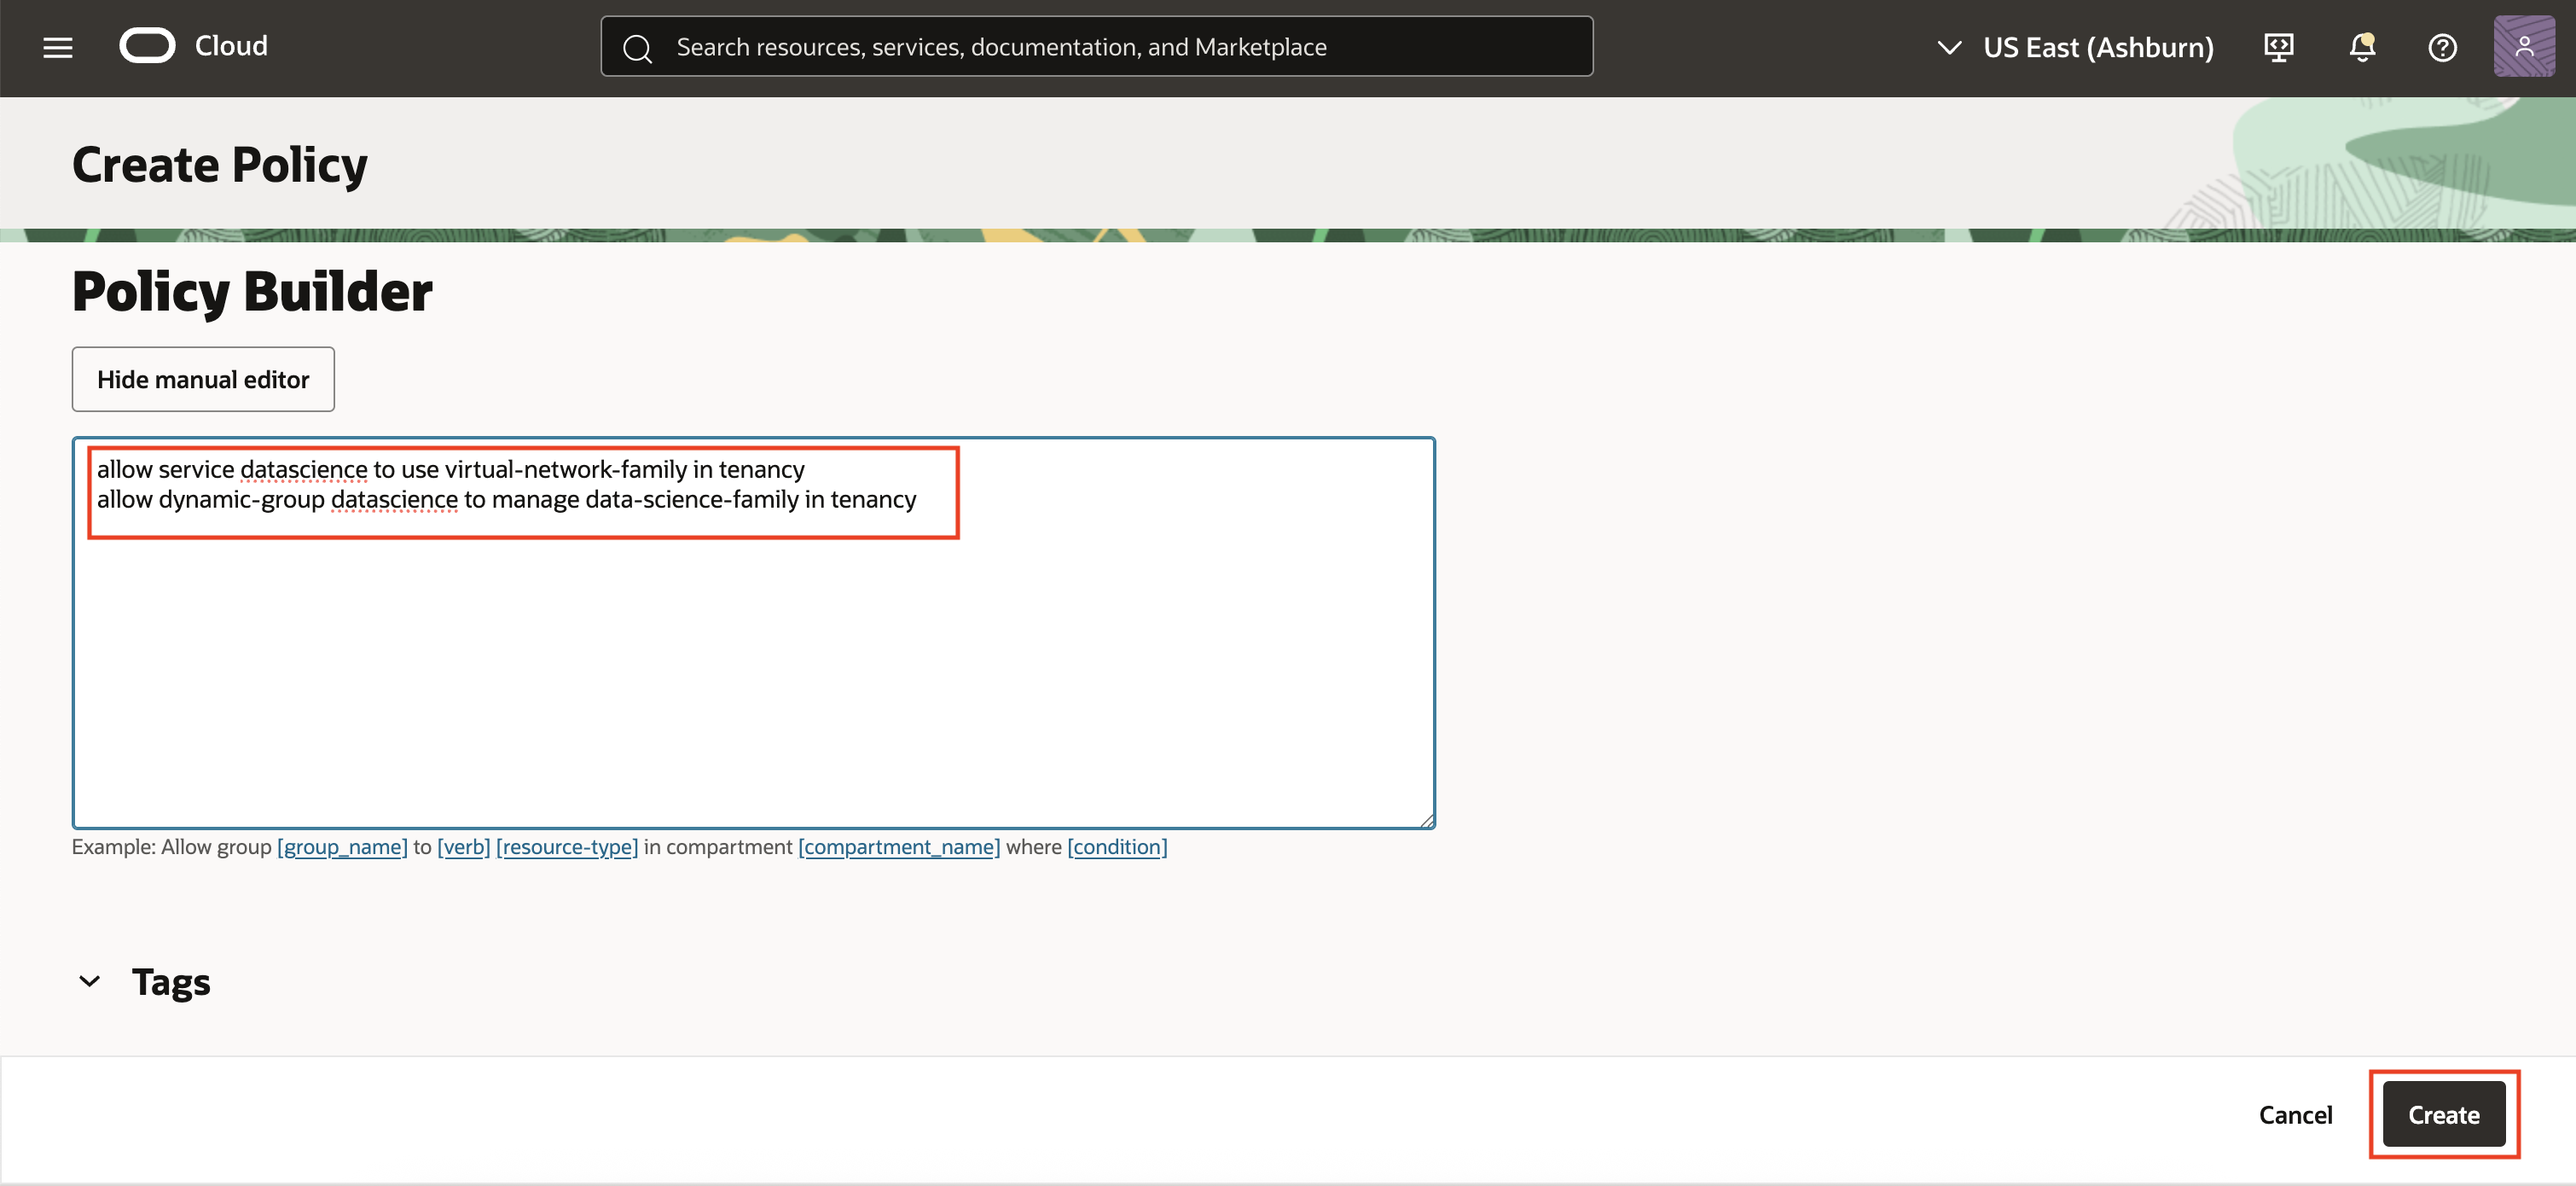 Cloud
Search resources, services, documentation, and Marketplace
US East (Ashburn)
Create Policy
Policy Builder
Hide manual editor
allow service datascience to use virtual-network-family in tenancy
allow dynamic-group datascience to manage data-science-family in tenancy
Example: Allow group [group_name] to [verb] [resource-type] in compartment [compartment_name] where [condition]
Tags
Cancel
Create